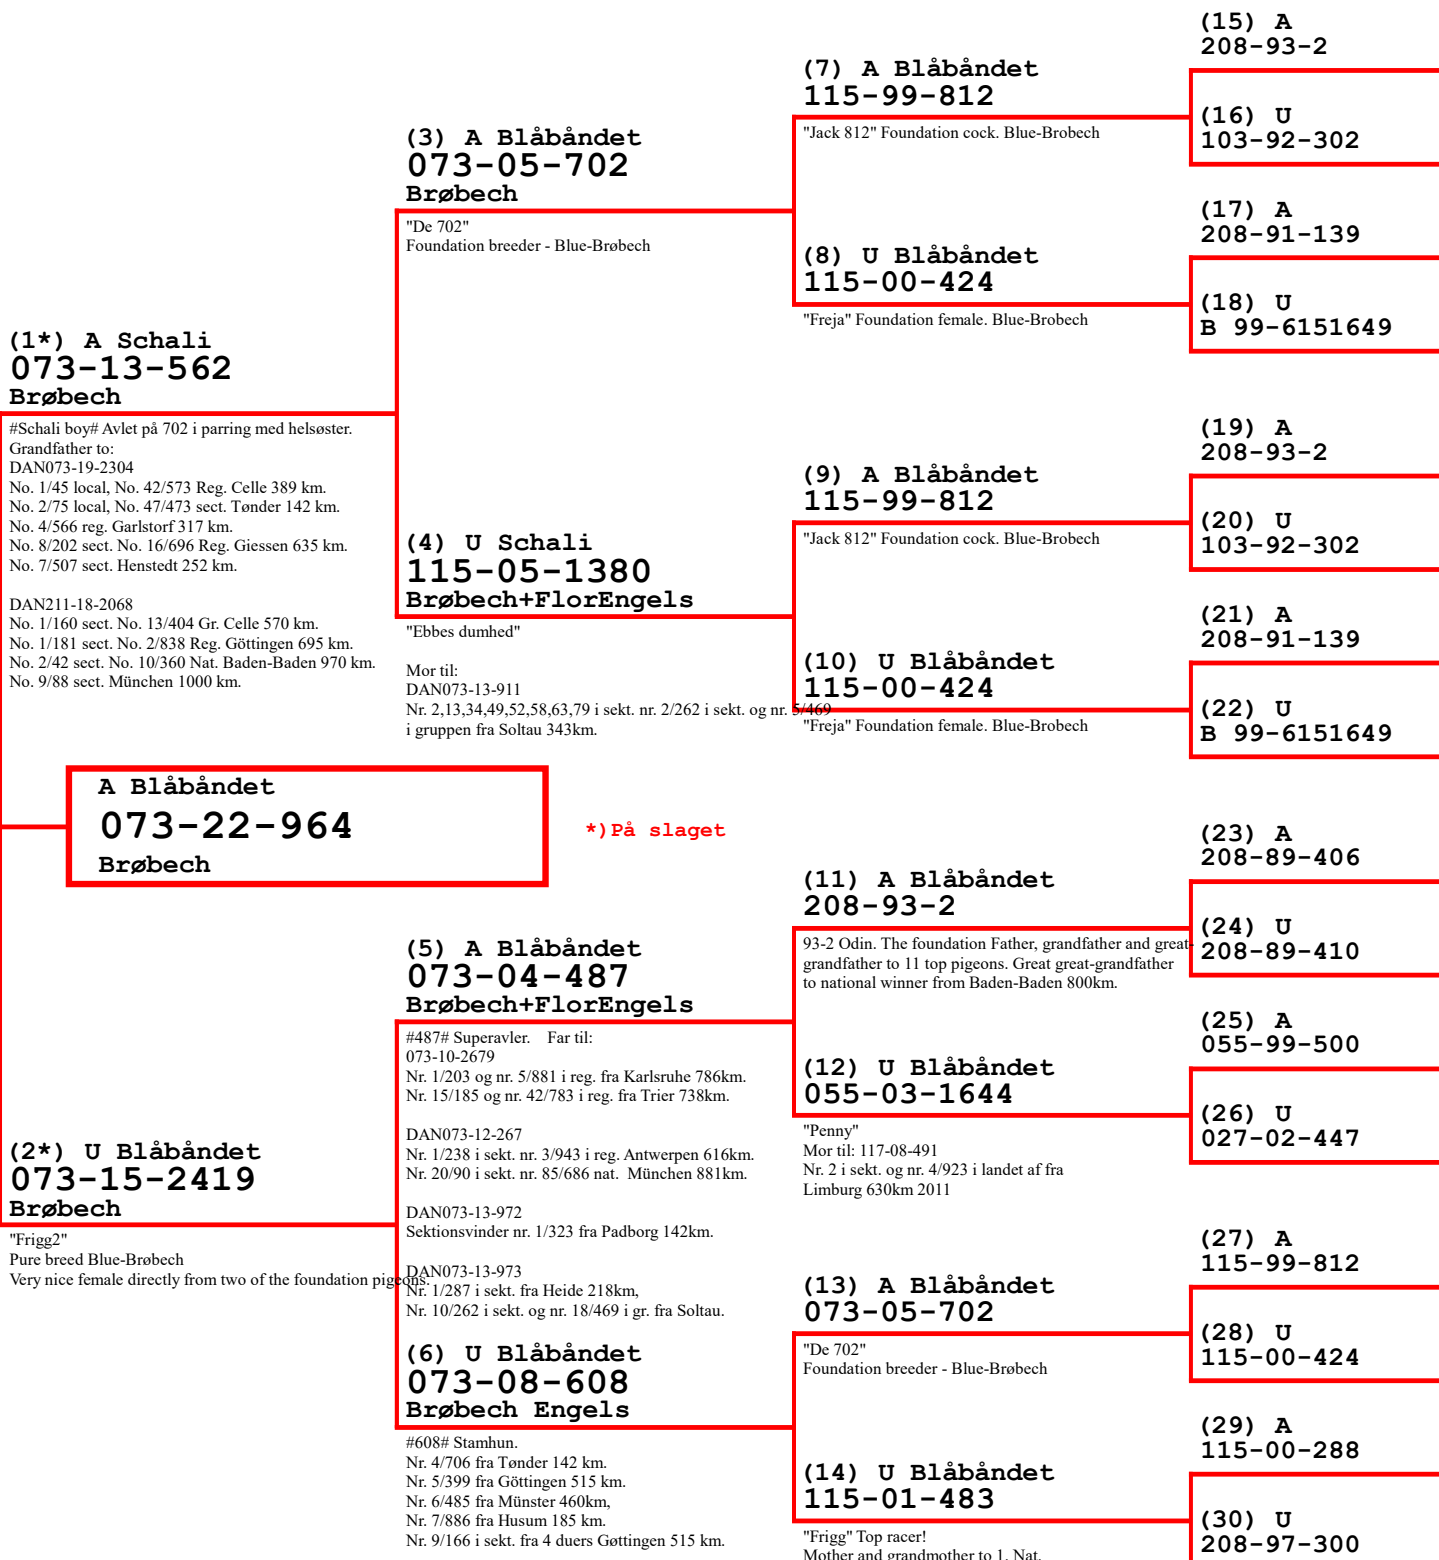 (1*) A Schali
073-13-562
Brøbech
#Schali boy# Avlet på 702 i parring med helsøster.
Grandfather to:
DAN073-19-2304
No. 1/45 local, No. 42/573 Reg. Celle 389 km.
No. 2/75 local, No. 47/473 sect. Tønder 142 km.
No. 4/566 reg. Garlstorf 317 km.
No. 8/202 sect. No. 16/696 Reg. Giessen 635 km.
No. 7/507 sect. Henstedt 252 km.
DAN211-18-2068
No. 1/160 sect. No. 13/404 Gr. Celle 570 km.
No. 1/181 sect. No. 2/838 Reg. Göttingen 695 km.
No. 2/42 sect. No. 10/360 Nat. Baden-Baden 970 km.
No. 9/88 sect. München 1000 km.
A Blåbåndet
073-22-964
Brøbech
*)På slaget
(2*) U Blåbåndet
073-15-2419
Brøbech
"Frigg2"
Pure breed Blue-Brøbech
Very nice female directly from two of the foundation pigeons.
(3) A Blåbåndet
073-05-702
Brøbech
"De 702"
Foundation breeder - Blue-Brøbech
(4) U Schali
115-05-1380
Brøbech+FlorEngels
"Ebbes dumhed"
Mor til:
DAN073-13-911
Nr. 2,13,34,49,52,58,63,79 i sekt. nr. 2/262 i sekt. og nr. 5/469
i gruppen fra Soltau 343km.
(5) A Blåbåndet
073-04-487
Brøbech+FlorEngels
#487# Superavler. Far til:
073-10-2679
Nr. 1/203 og nr. 5/881 i reg. fra Karlsruhe 786km.
Nr. 15/185 og nr. 42/783 i reg. fra Trier 738km.
DAN073-12-267
Nr. 1/238 i sekt. nr. 3/943 i reg. Antwerpen 616km.
Nr. 20/90 i sekt. nr. 85/686 nat. München 881km.
DAN073-13-972
Sektionsvinder nr. 1/323 fra Padborg 142km.
DAN073-13-973
Nr. 1/287 i sekt. fra Heide 218km,
Nr. 10/262 i sekt. og nr. 18/469 i gr. fra Soltau.
(6) U Blåbåndet
073-08-608
Brøbech Engels
#608# Stamhun.
Nr. 4/706 fra Tønder 142 km.
Nr. 5/399 fra Göttingen 515 km.
Nr. 6/485 fra Münster 460km,
Nr. 7/886 fra Husum 185 km.
Nr. 9/166 i sekt. fra 4 duers Gøttingen 515 km.
(7) A Blåbåndet
115-99-812
"Jack 812" Foundation cock. Blue-Brobech
(8) U Blåbåndet
115-00-424
"Freja" Foundation female. Blue-Brobech
(9) A Blåbåndet
115-99-812
"Jack 812" Foundation cock. Blue-Brobech
(10) U Blåbåndet
115-00-424
"Freja" Foundation female. Blue-Brobech
(11) A Blåbåndet
208-93-2
93-2 Odin. The foundation Father, grandfather and great-
grandfather to 11 top pigeons. Great great-grandfather
to national winner from Baden-Baden 800km.
(12) U Blåbåndet
055-03-1644
"Penny"
Mor til: 117-08-491
Nr. 2 i sekt. og nr. 4/923 i landet af fra
Limburg 630km 2011
(13) A Blåbåndet
073-05-702
"De 702"
Foundation breeder - Blue-Brøbech
(14) U Blåbåndet
115-01-483
"Frigg" Top racer!
Mother and grandmother to 1. Nat.
(15) A
208-93-2
(16) U
103-92-302
(17) A
208-91-139
(18) U
B 99-6151649
(19) A
208-93-2
(20) U
103-92-302
(21) A
208-91-139
(22) U
B 99-6151649
(23) A
208-89-406
(24) U
208-89-410
(25) A
055-99-500
(26) U
027-02-447
(27) A
115-99-812
(28) U
115-00-424
(29) A
115-00-288
(30) U
208-97-300